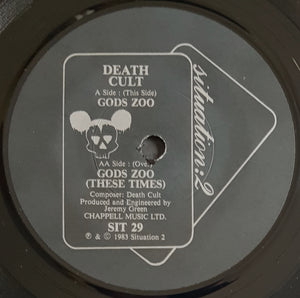 DEATH
CULT
A Side : (This Side)
GODS ZOO
AA Side : (Over)
GODS ZOO
(THESE TIMES)
Composer: Death Cult
Produced and Engineered by
Jeremy Green
CHAPPELL MUSIC LTD.
SIT 29
℗ & © 1983 Situation 2
situation:2